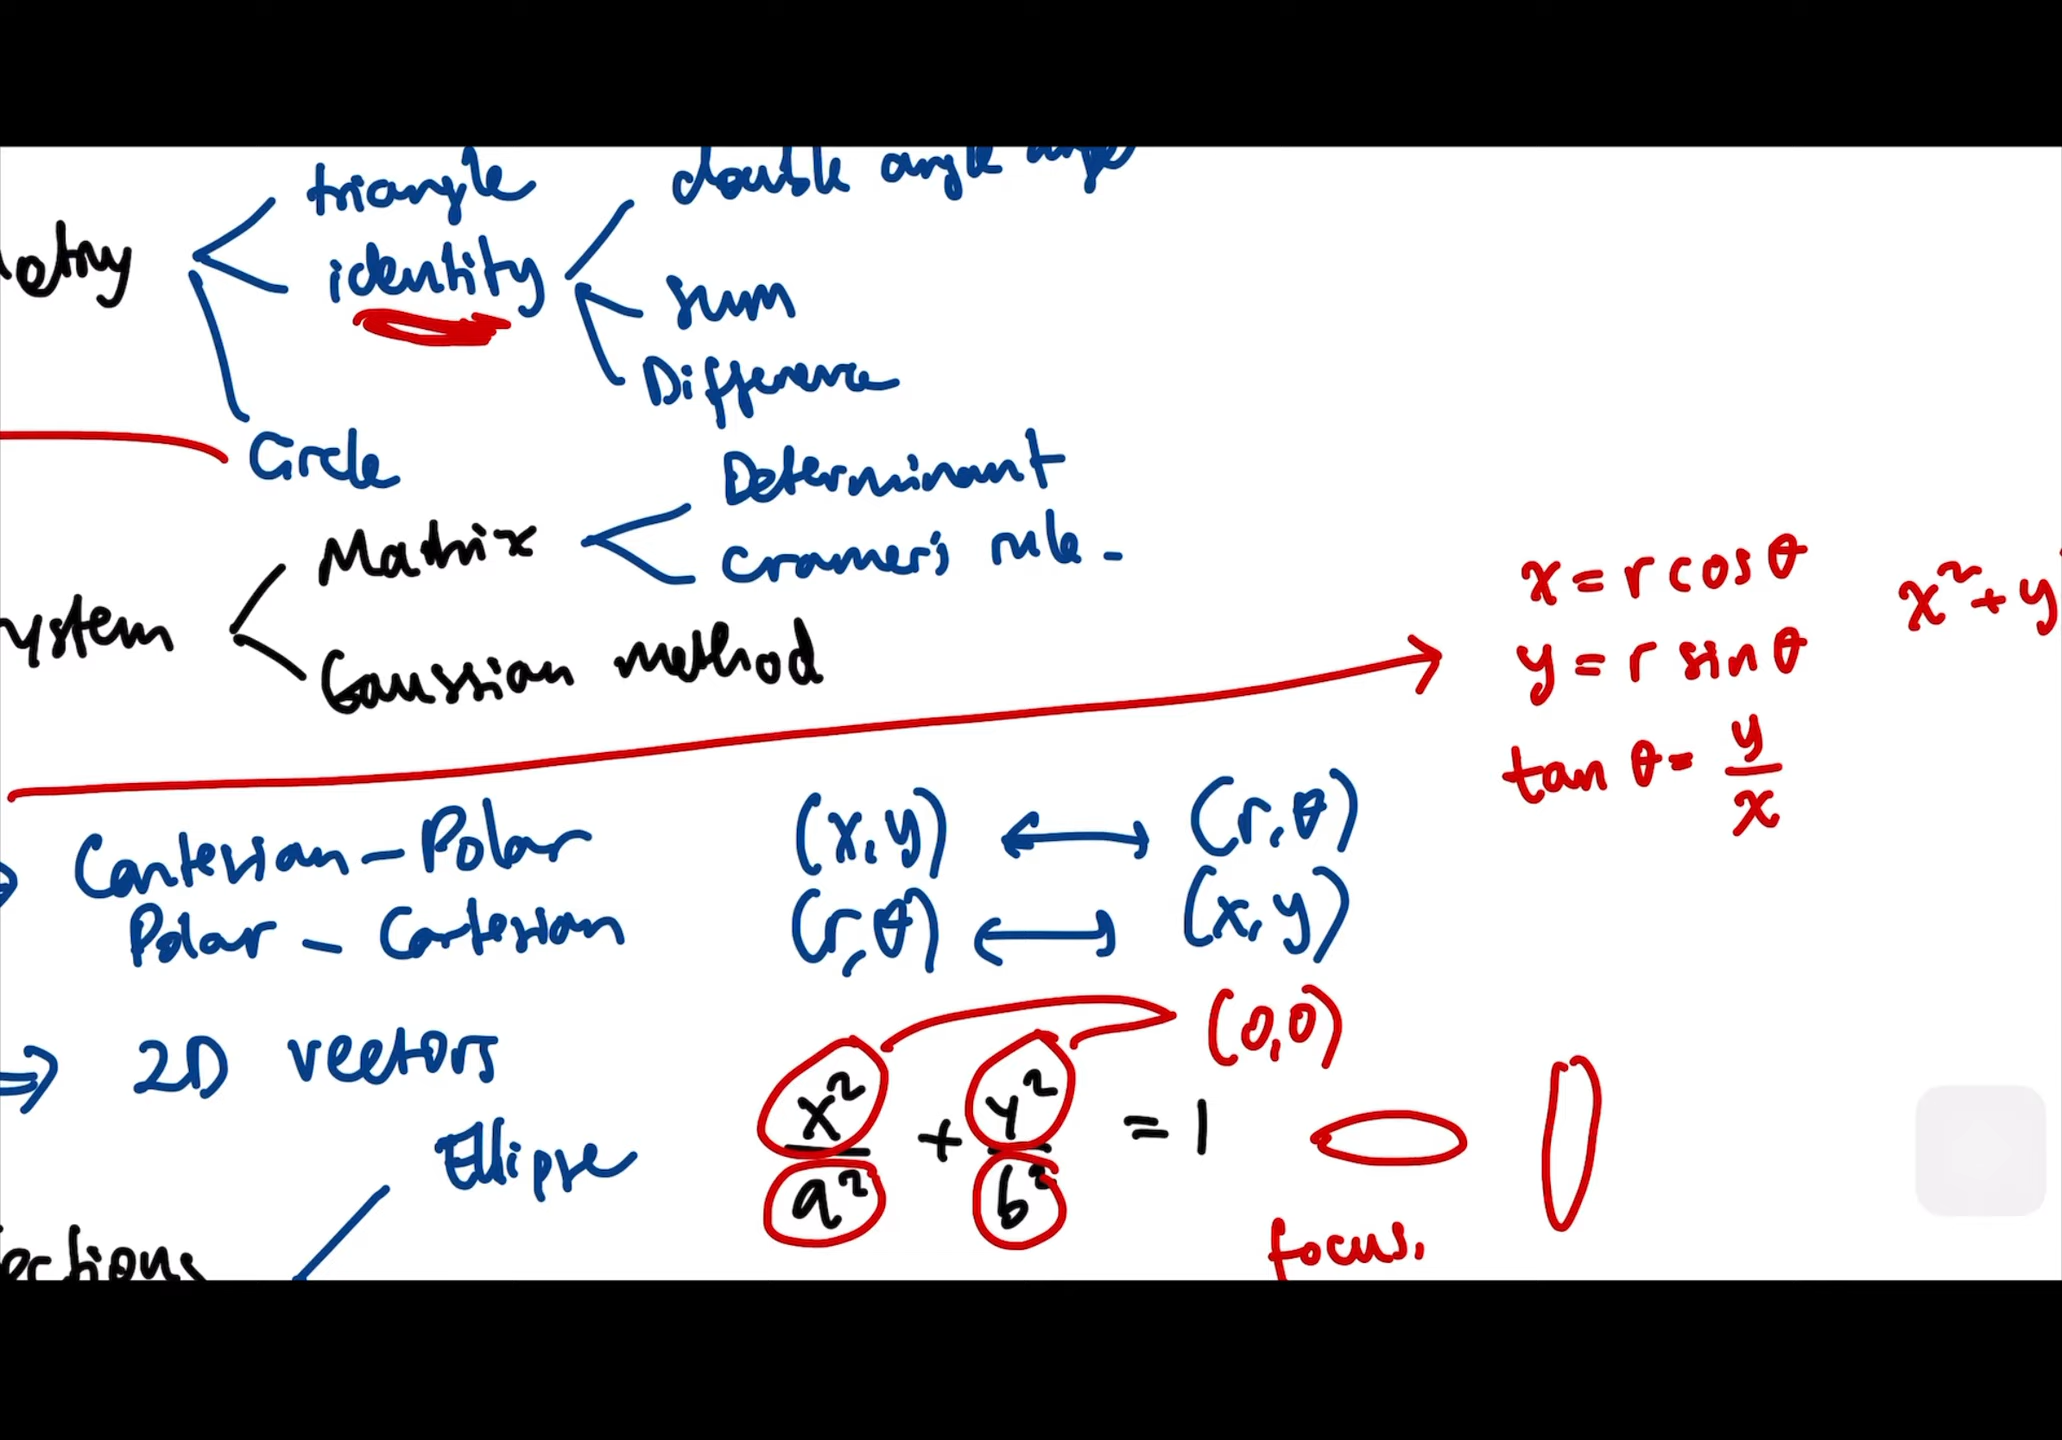 triangle
double angle
identity
sum
Difference
Circle
Matrix
Determinant
Cramer's rule -
Gaussian method
x = r cos θ
y = r sin θ
tan θ = y/x
Cartesian - Polar (x, y) ↔ (r, θ)
Polar - Cartesian (r, θ) ↔ (x, y)
⇒ 2D vectors
(0,0)
Ellipse x²/a² + y²/b² = 1
focus.